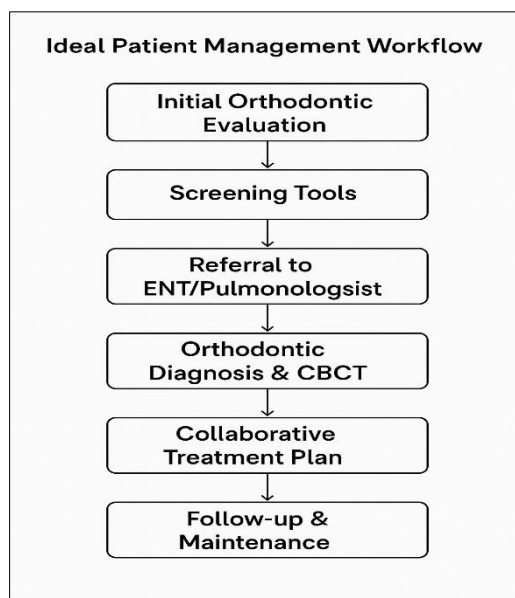 Ideal Patient Management Workflow
Initial Orthodontic
Evaluation
Screening Tools
Referral to
ENT/Pulmonologsist
Orthodontic
Diagnosis & CBCT
Collaborative
Treatment Plan
Follow-up &
Maintenance